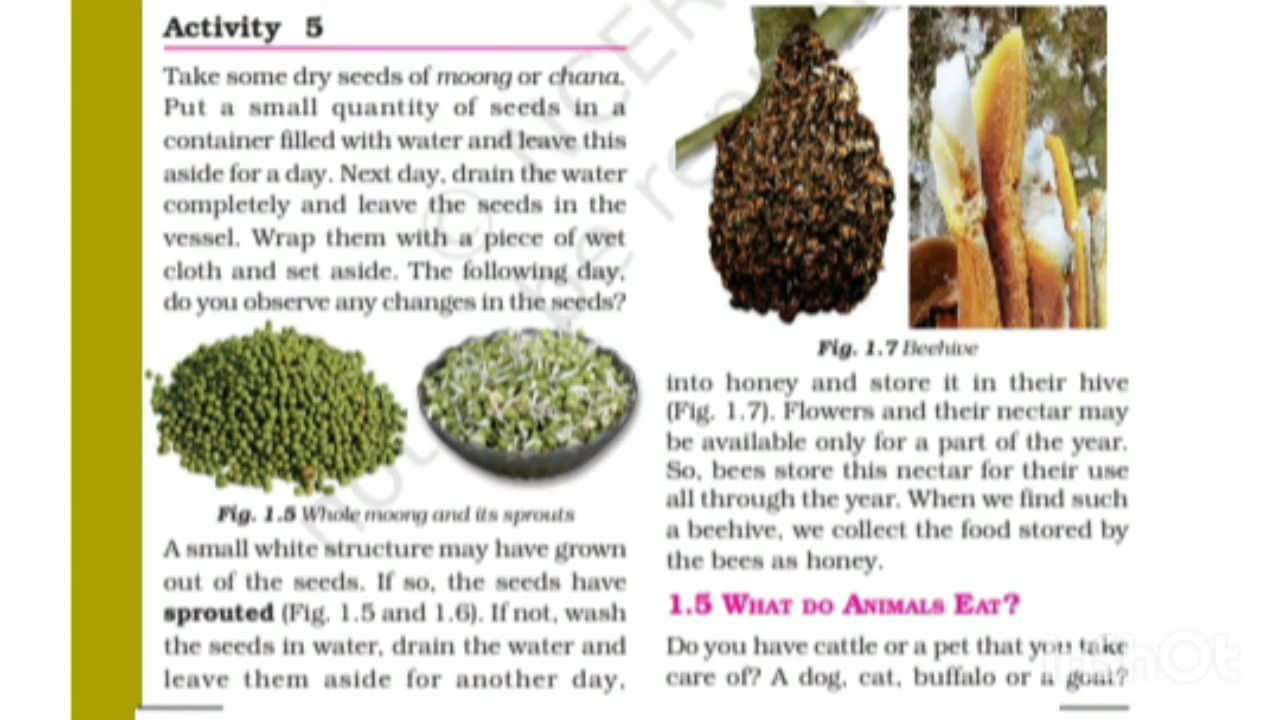 Activity 5
Take some dry seeds of moong or chana.
Put a small quantity of seeds in a
container filled with water and leave this
aside for a day. Next day, drain the water
completely and leave the seeds in the
vessel. Wrap them with a piece of wet
cloth and set aside. The following day,
do you observe any changes in the seeds?
Fig. 1.5 Whole moong and its sprouts
A small white structure may have grown
out of the seeds. If so, the seeds have
sprouted (Fig. 1.5 and 1.6). If not, wash
the seeds in water, drain the water and
leave them aside for another day,
Fig. 1.7 Beehive
into honey and store it in their hive
(Fig. 1.7). Flowers and their nectar may
be available only for a part of the year.
So, bees store this nectar for their use
all through the year. When we find such
a beehive, we collect the food stored by
the bees as honey.
1.5 WHAT DO ANIMALS EAT?
Do you have cattle or a pet that you take
care of? A dog, cat, buffalo or a goat?
InShOt